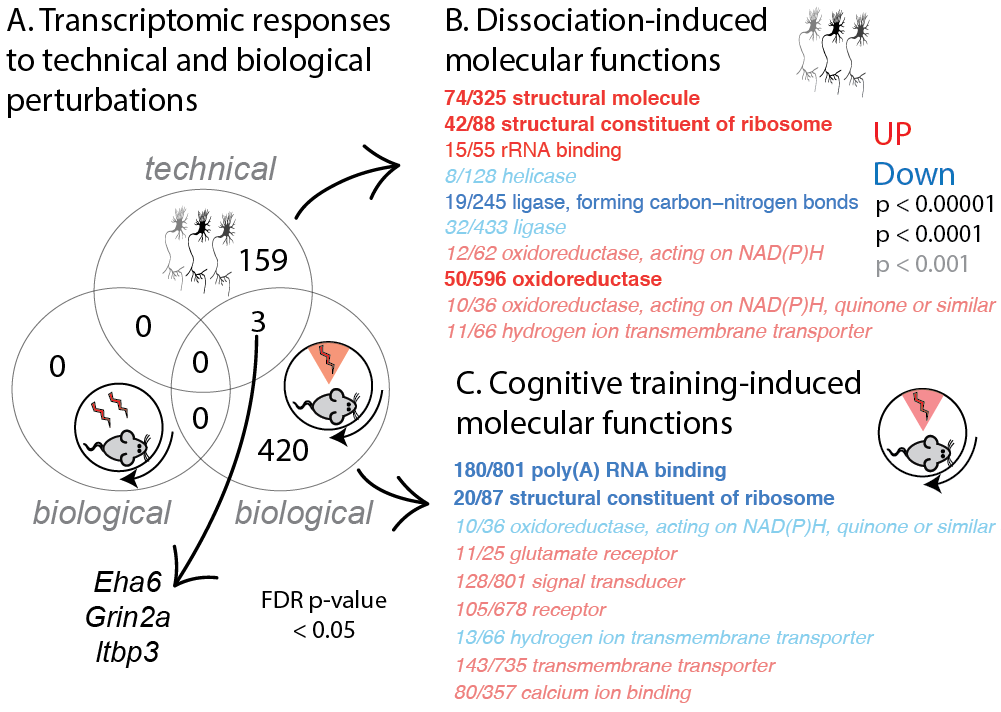 A. Transcriptomic responses
to technical and biological
perturbations
technical
159
0
3
0
0
0
420
biological
biological
Eha6
Grin2a
Itbp3
FDR p-value
< 0.05
B. Dissociation-induced
molecular functions
74/325 structural molecule
42/88 structural constituent of ribosome
15/55 rRNA binding
8/128 helicase
19/245 ligase, forming carbon–nitrogen bonds
32/433 ligase
12/62 oxidoreductase, acting on NAD(P)H
50/596 oxidoreductase
10/36 oxidoreductase, acting on NAD(P)H, quinone or similar
11/66 hydrogen ion transmembrane transporter
UP
Down
p < 0.00001
p < 0.0001
p < 0.001
C. Cognitive training-induced
molecular functions
180/801 poly(A) RNA binding
20/87 structural constituent of ribosome
10/36 oxidoreductase, acting on NAD(P)H, quinone or similar
11/25 glutamate receptor
128/801 signal transducer
105/678 receptor
13/66 hydrogen ion transmembrane transporter
143/735 transmembrane transporter
80/357 calcium ion binding